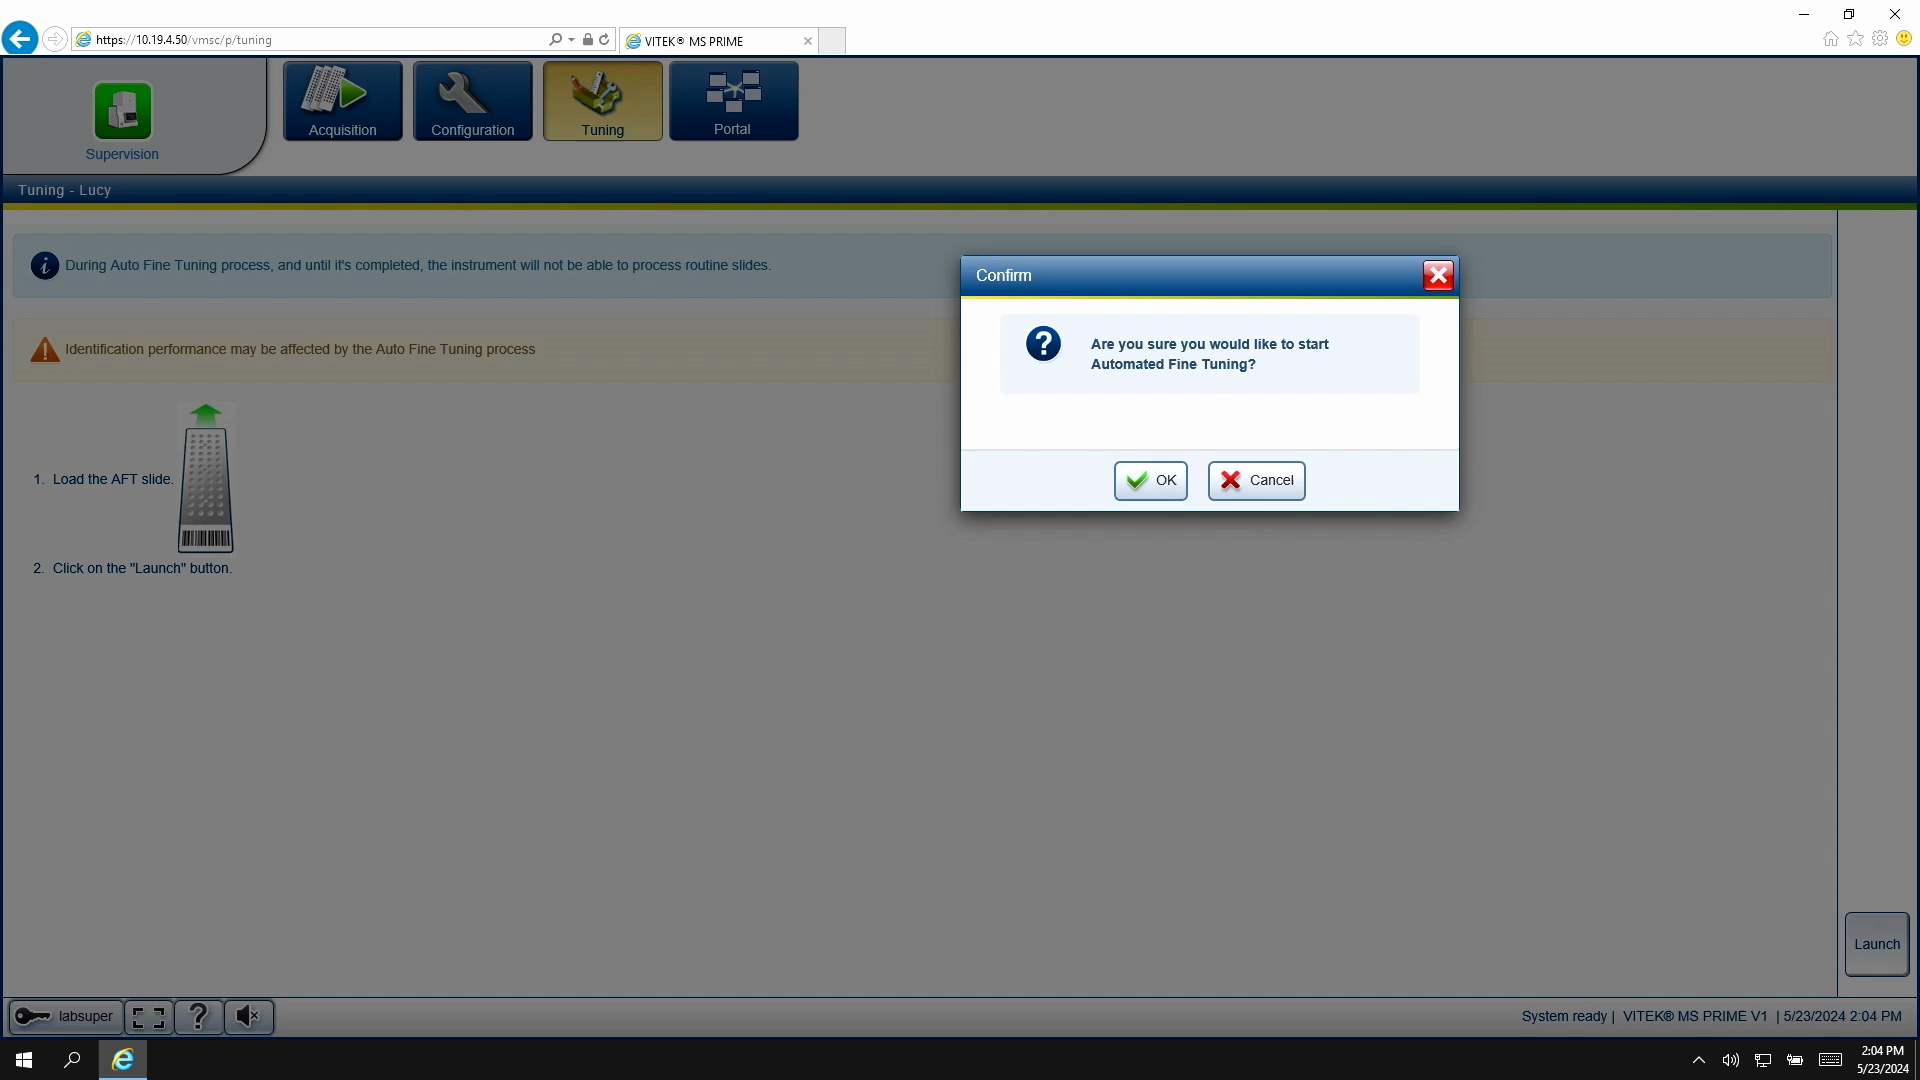 https://10.19.4.50/vmsc/p/tuning
VITEK® MS PRIME
Supervision
Acquisition
Configuration
Tuning
Portal
Tuning - Lucy
During Auto Fine Tuning process, and until it's completed, the instrument will not be able to process routine slides.
Identification performance may be affected by the Auto Fine Tuning process
Confirm
Are you sure you would like to start
Automated Fine Tuning?
OK
Cancel
1. Load the AFT slide.
2. Click on the "Launch" button.
Launch
labsuper
System ready | VITEK® MS PRIME V1 | 5/23/2024 2:04 PM
2:04 PM
5/23/2024